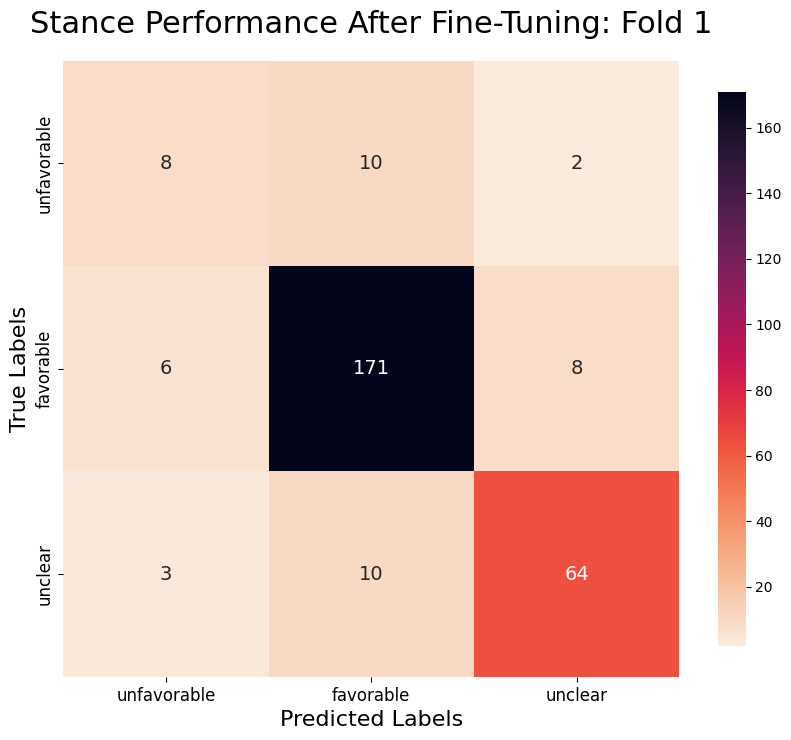 Stance Performance After Fine-Tuning: Fold 1
True Labels
unfavorable
8 10 2
favorable
6 171 8
unclear
3 10 64
unfavorable favorable unclear
Predicted Labels
160
140
120
100
80
60
40
20